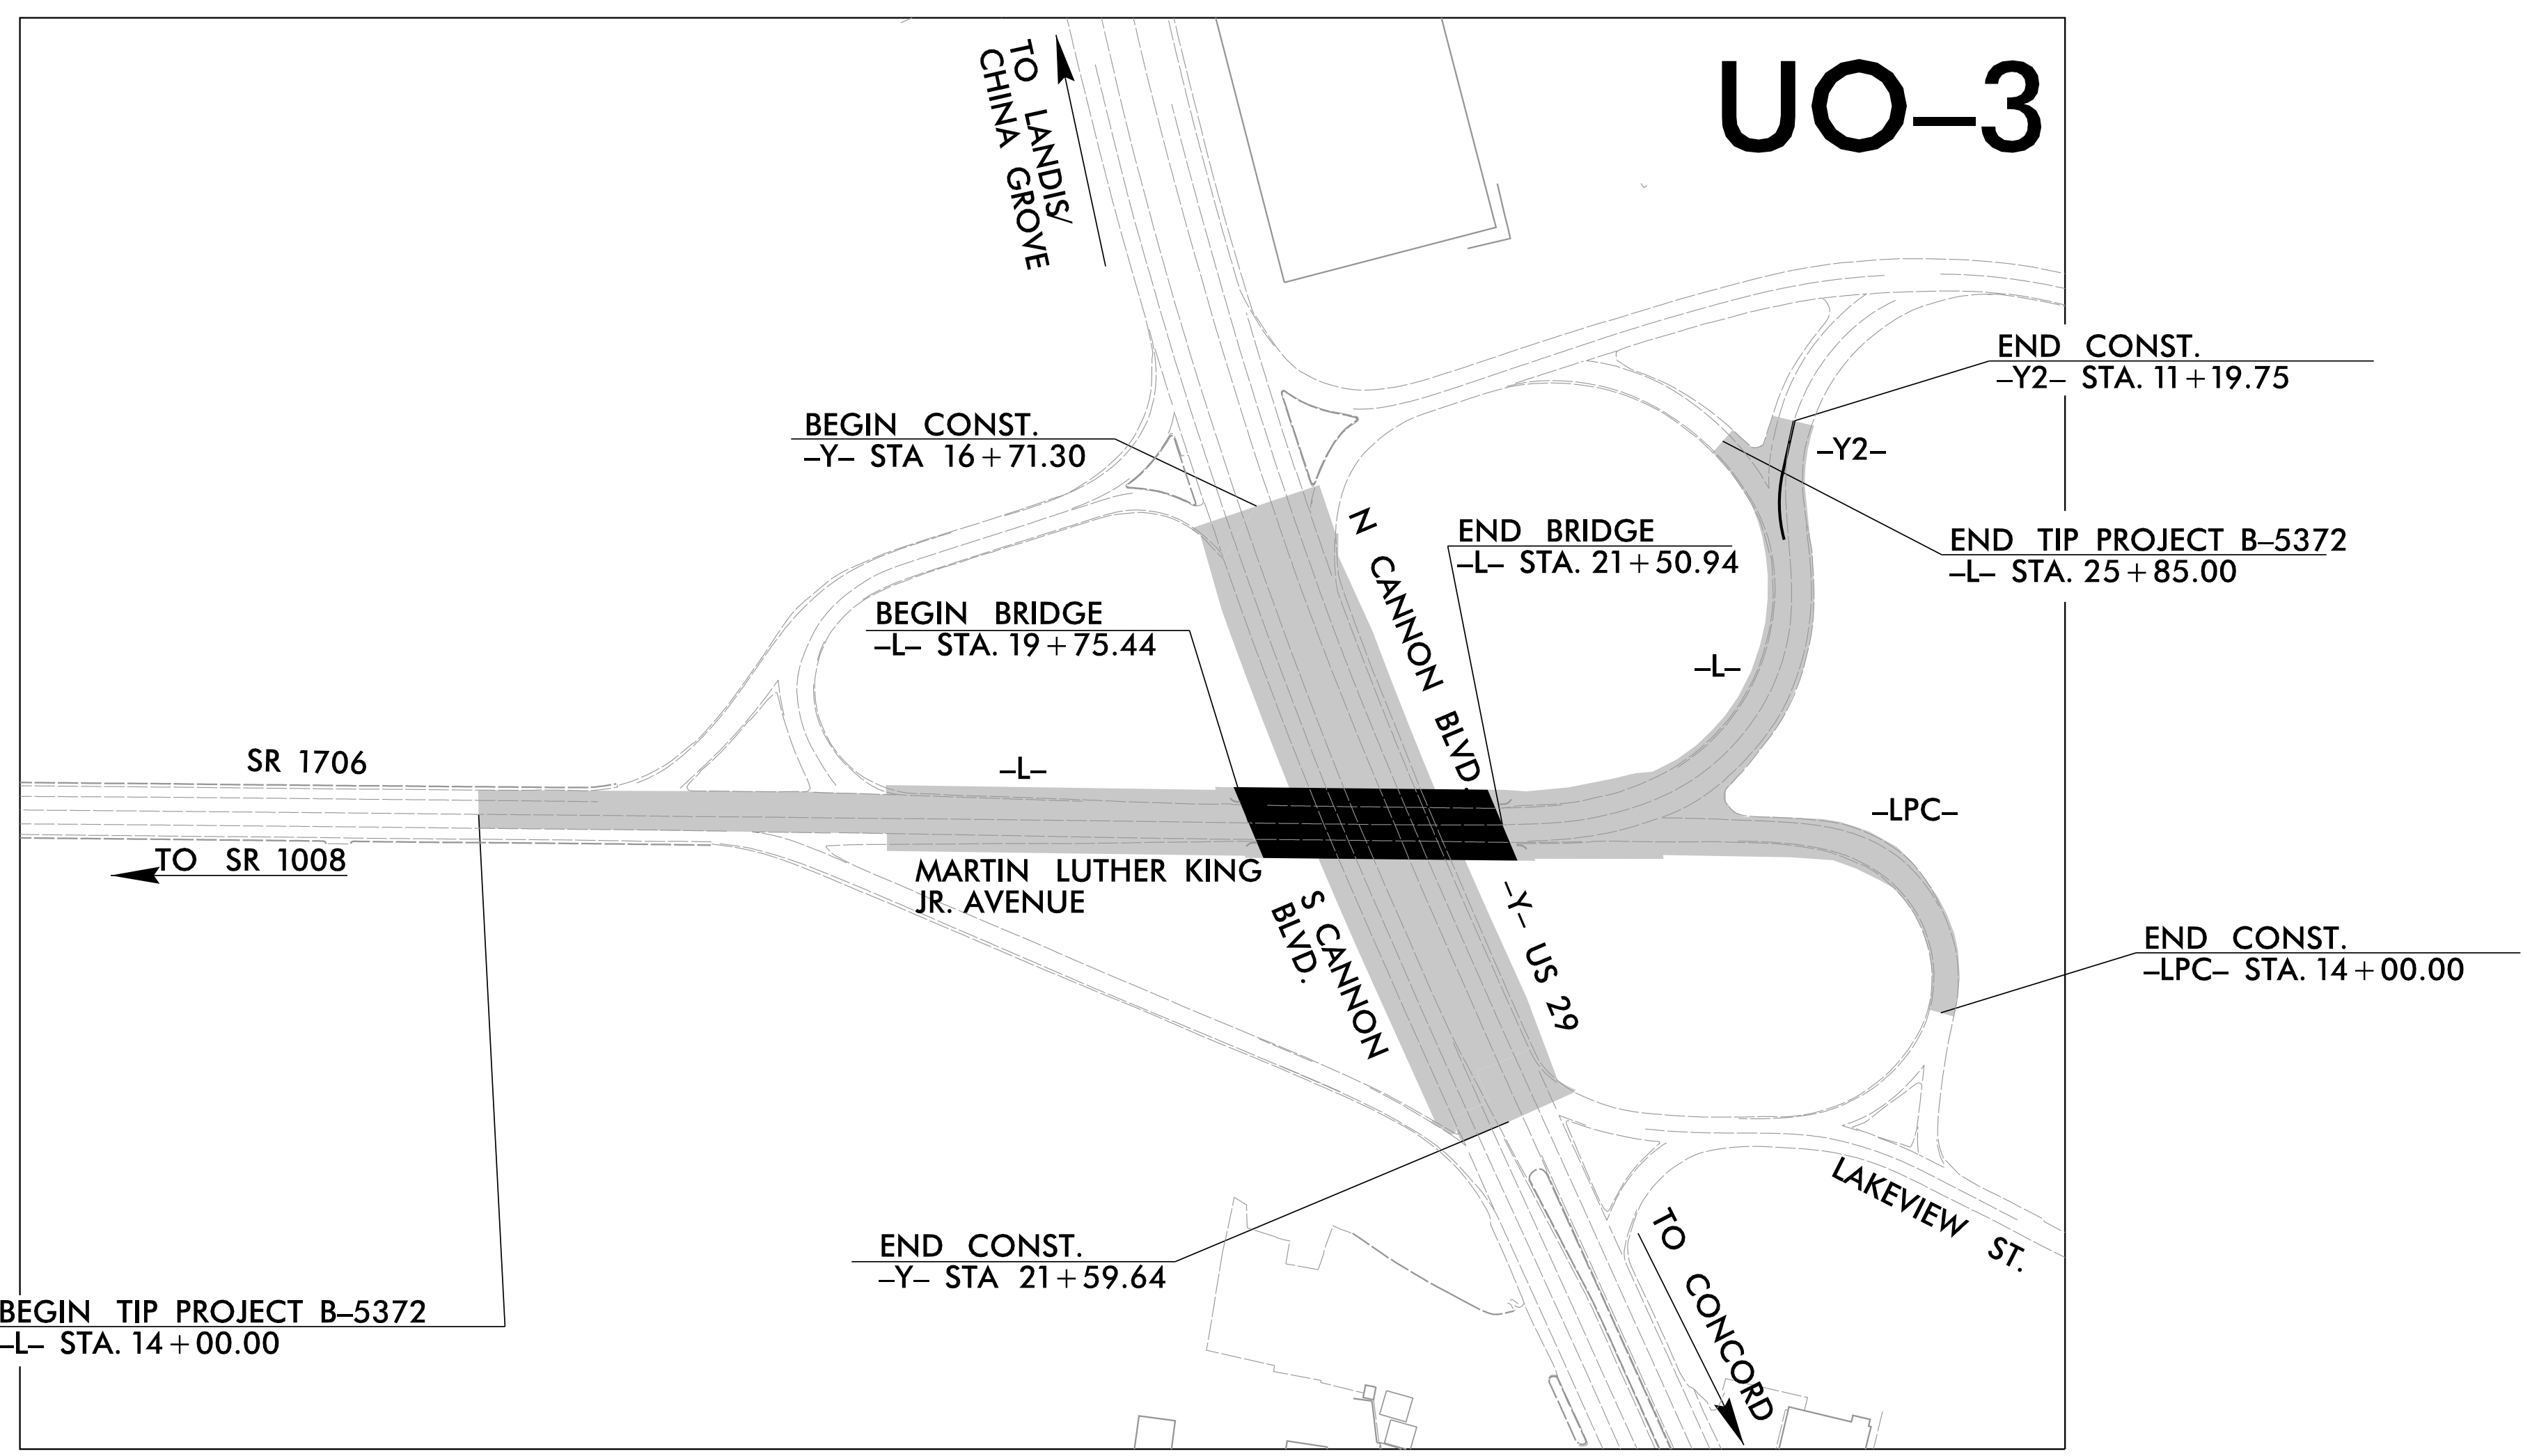 UO–3
TO LANDIS/
CHINA GROVE
END CONST.
–Y2– STA. 11+19.75
BEGIN CONST.
–Y– STA 16+71.30
–Y2–
N CANNON BLVD.
END BRIDGE
–L– STA. 21+50.94
END TIP PROJECT B–5372
–L– STA. 25+85.00
BEGIN BRIDGE
–L– STA. 19+75.44
–L–
SR 1706
–L–
–LPC–
TO SR 1008
MARTIN LUTHER KING
JR. AVENUE
S CANNON
BLVD.
–Y– US 29
END CONST.
–LPC– STA. 14+00.00
LAKEVIEW ST.
END CONST.
–Y– STA 21+59.64
TO CONCORD
BEGIN TIP PROJECT B–5372
–L– STA. 14+00.00